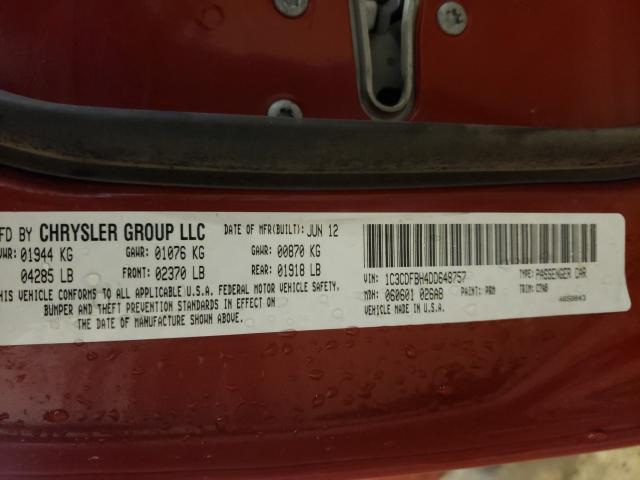 FD BY CHRYSLER GROUP LLC DATE OF MFR(BUILT): JUN 12
VWR: 01944 KG GAWR: 01076 KG GAWR: 00870 KG
04285 LB FRONT: 02370 LB REAR: 01918 LB
THIS VEHICLE CONFORMS TO ALL APPLICABLE U.S.A. FEDERAL MOTOR VEHICLE SAFETY,
BUMPER AND THEFT PREVENTION STANDARDS IN EFFECT ON
THE DATE OF MANUFACTURE SHOWN ABOVE.
VIN: 1C3CDFBH4DD648757 TYPE: PASSENGER CAR
MDH: 060601 026AB PAINT: PRM TRIM: C7X8
VEHICLE MADE IN U.S.A. 4650843